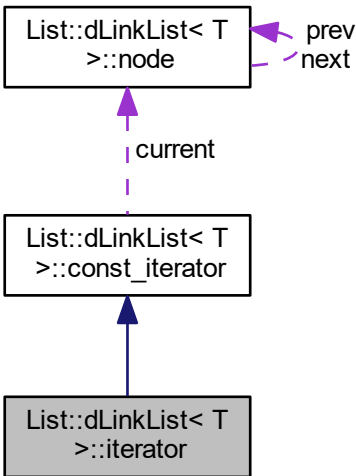 List::dLinkList< T
>::node
prev
next
current
List::dLinkList< T
>::const_iterator
List::dLinkList< T
>::iterator